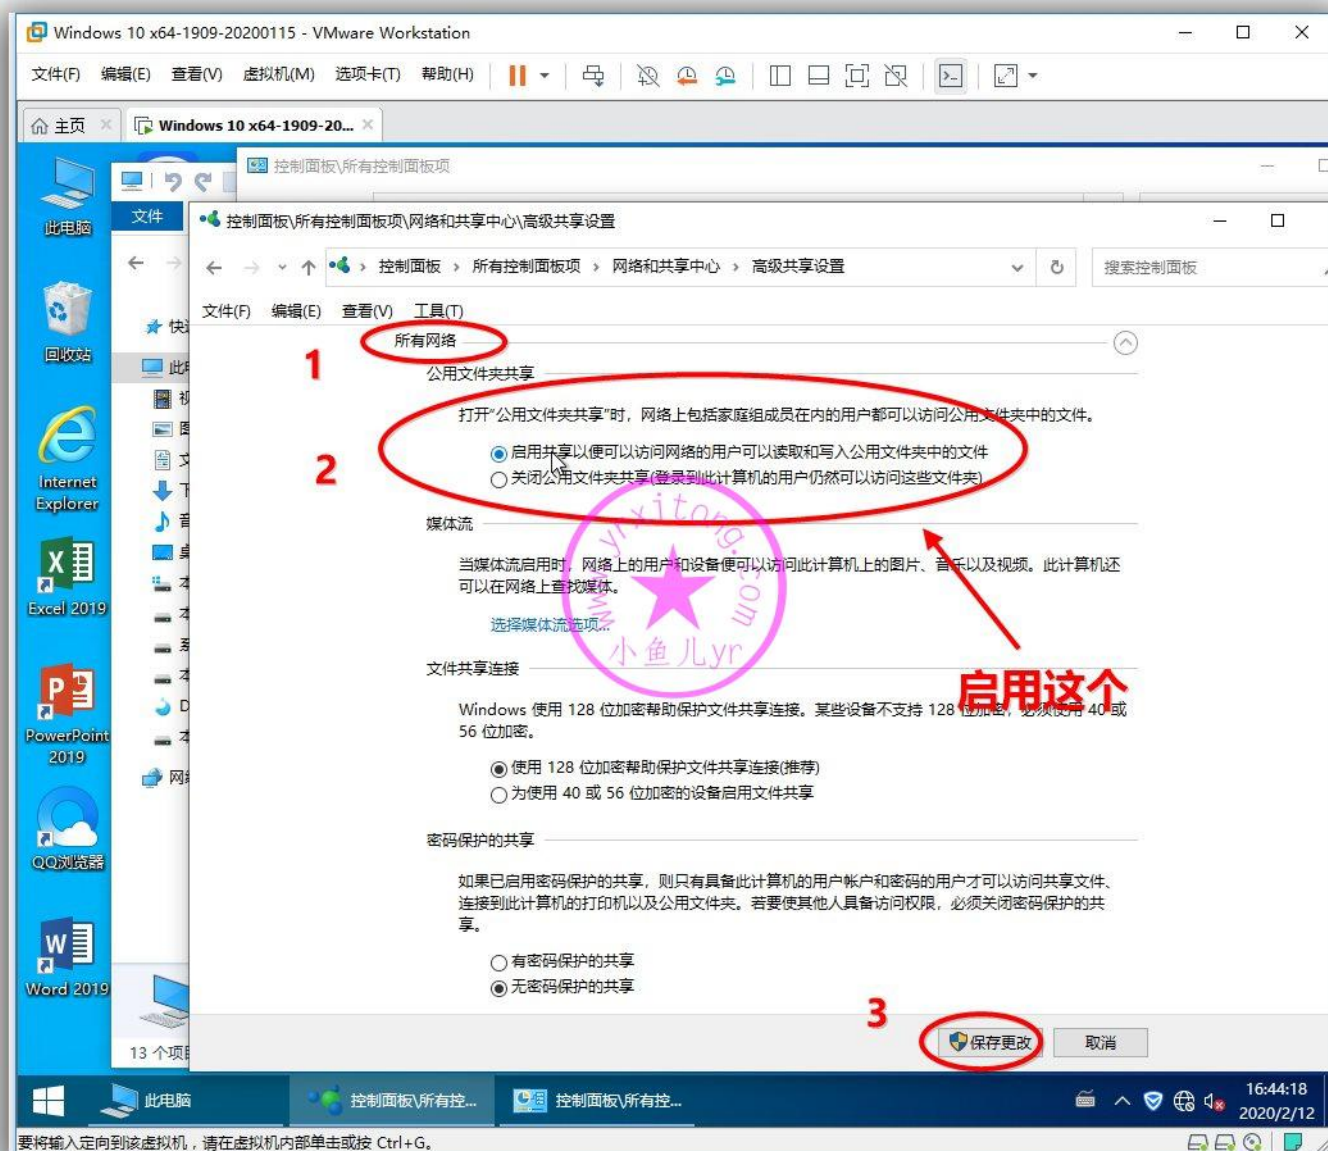 Windows 10 x64-1909-20200115 - VMware Workstation
文件(F) 编辑(E) 查看(V) 虚拟机(M) 选项卡(T) 帮助(H)
主页 Windows 10 x64-1909-20...
控制面板\所有控制面板项
此电脑
文件
控制面板\所有控制面板项\网络和共享中心\高级共享设置
控制面板 › 所有控制面板项 › 网络和共享中心 › 高级共享设置
搜索控制面板
文件(F) 编辑(E) 查看(V) 工具(T)
回收站
1
所有网络
公用文件夹共享
打开“公用文件夹共享”时，网络上包括家庭组成员在内的用户都可以访问公用文件夹中的文件。
2
启用共享以便可以访问网络的用户可以读取和写入公用文件夹中的文件
关闭公用文件夹共享(登录到此计算机的用户仍然可以访问这些文件夹)
Internet
Explorer
媒体流
当媒体流启用时，网络上的用户和设备便可以访问此计算机上的图片、音乐以及视频。此计算机还
可以在网络上查找媒体。
选择媒体流选项...
www.yrxitong.com
小鱼儿yr
Excel 2019
文件共享连接
启用这个
Windows 使用 128 位加密帮助保护文件共享连接。某些设备不支持 128 位加密，必须使用 40 或
56 位加密。
使用 128 位加密帮助保护文件共享连接(推荐)
为使用 40 或 56 位加密的设备启用文件共享
PowerPoint
2019
密码保护的共享
如果已启用密码保护的共享，则只有具备此计算机的用户帐户和密码的用户才可以访问共享文件、
连接到此计算机的打印机以及公用文件夹。若要使其他人具备访问权限，必须关闭密码保护的共
享。
有密码保护的共享
无密码保护的共享
QQ浏览器
Word 2019
3
保存更改 取消
13 个项
此电脑 控制面板\所有控... 控制面板\所有控...
16:44:18
2020/2/12
要将输入定向到该虚拟机，请在虚拟机内部单击或按 Ctrl+G。